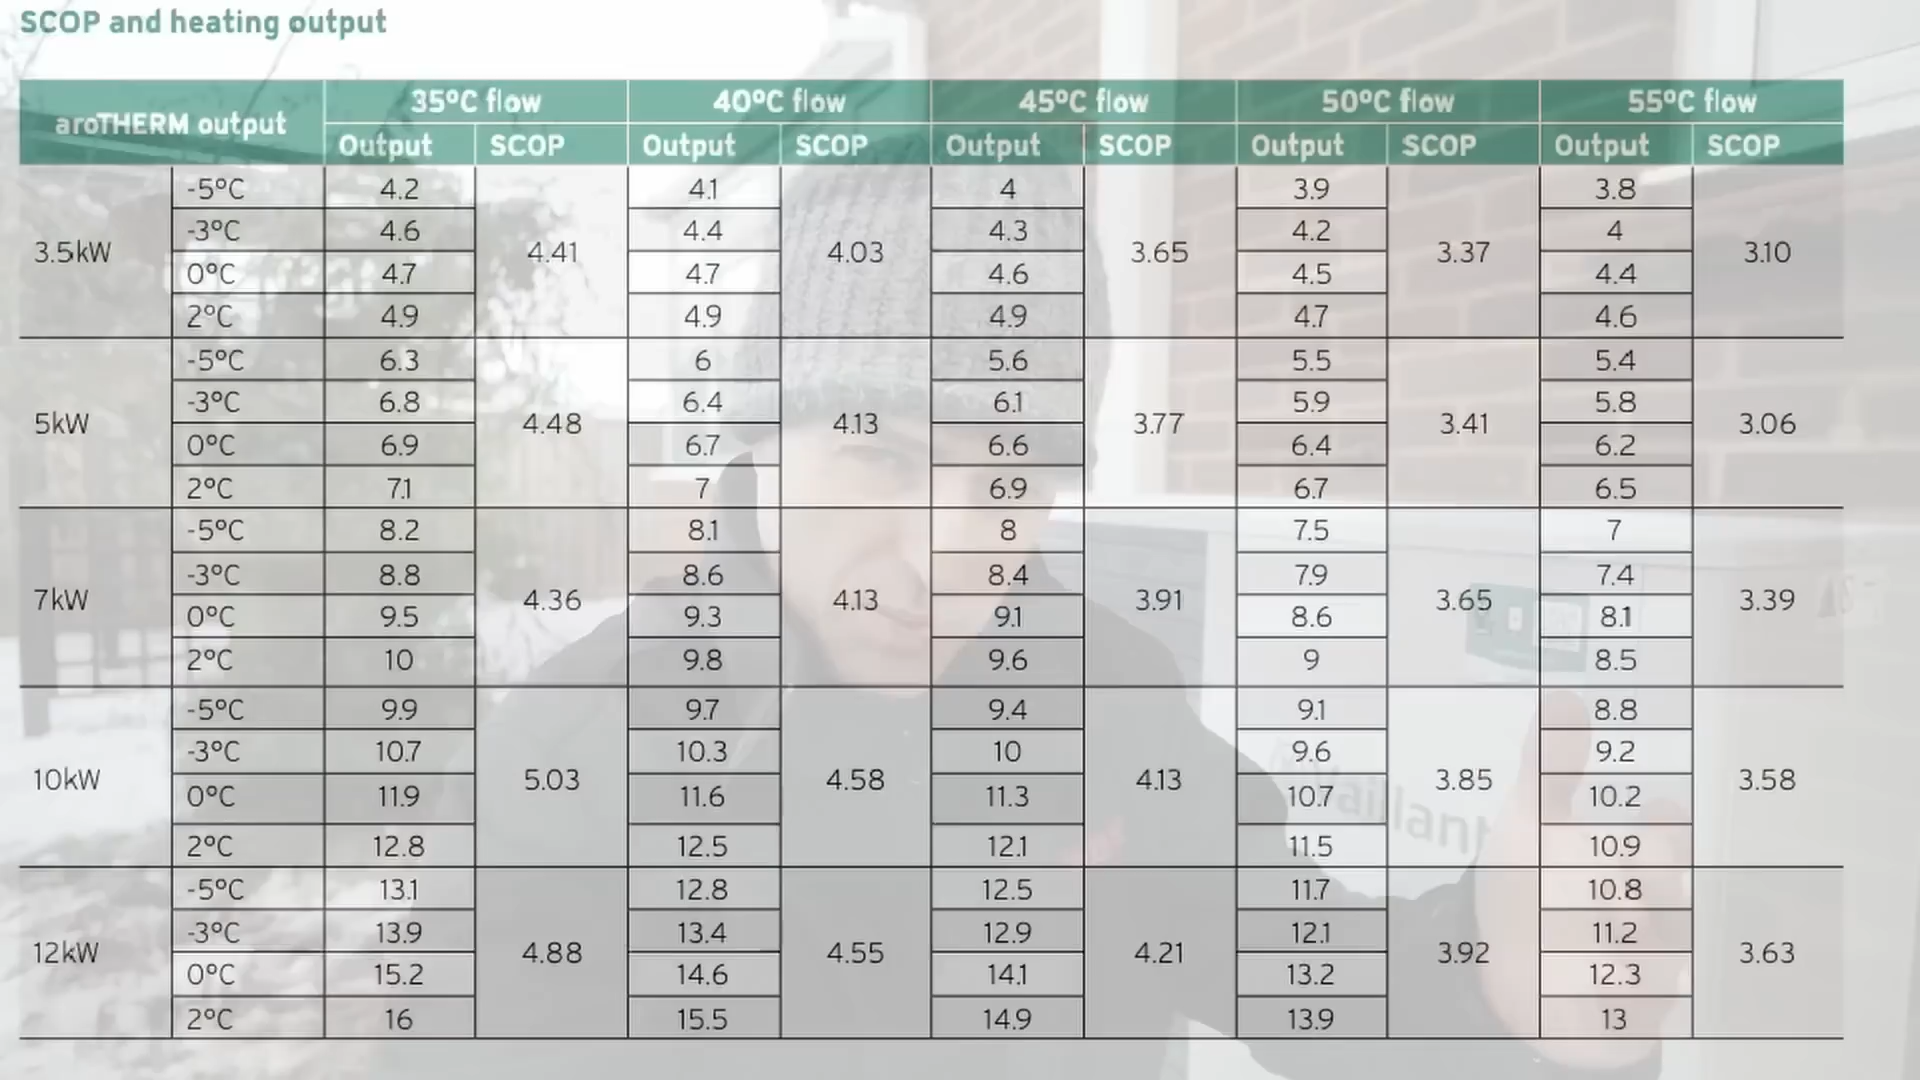 SCOP and heating output
aroTHERM output 35°C flow 40°C flow 45°C flow 50°C flow 55°C flow
Output SCOP Output SCOP Output SCOP Output SCOP Output SCOP
3.5kW -5°C 4.2 4.41 4.1 4.03 4 3.65 3.9 3.37 3.8 3.10
-3°C 4.6 4.4 4.3 4.2 4
0°C 4.7 4.7 4.6 4.5 4.4
2°C 4.9 4.9 4.9 4.7 4.6
5kW -5°C 6.3 4.48 6 4.13 5.6 3.77 5.5 3.41 5.4 3.06
-3°C 6.8 6.4 6.1 5.9 5.8
0°C 6.9 6.7 6.6 6.4 6.2
2°C 7.1 7 6.9 6.7 6.5
7kW -5°C 8.2 4.36 8.1 4.13 8 3.91 7.5 3.65 7 3.39
-3°C 8.8 8.6 8.4 7.9 7.4
0°C 9.5 9.3 9.1 8.6 8.1
2°C 10 9.8 9.6 9 8.5
10kW -5°C 9.9 5.03 9.7 4.58 9.4 4.13 9.1 3.85 8.8 3.58
-3°C 10.7 10.3 10 9.6 9.2
0°C 11.9 11.6 11.3 10.7 10.2
2°C 12.8 12.5 12.1 11.5 10.9
12kW -5°C 13.1 4.88 12.8 4.55 12.5 4.21 11.7 3.92 10.8 3.63
-3°C 13.9 13.4 12.9 12.1 11.2
0°C 15.2 14.6 14.1 13.2 12.3
2°C 16 15.5 14.9 13.9 13
Vaillant